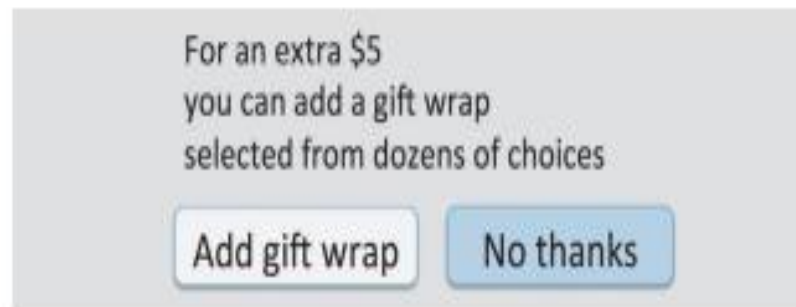 For an extra $5
you can add a gift wrap
selected from dozens of choices
Add gift wrap
No thanks